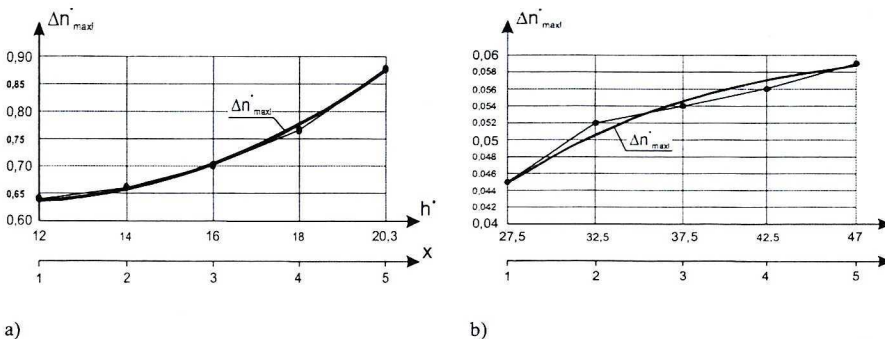 Δn*maxl
0,90
0,85
0,80
0,75
0,70
0,65
0,60
Δn*maxl
12 14 16 18 20,3
h*
1 2 3 4 5
x
a)
Δn*maxl
0,06
0,058
0,056
0,054
0,052
0,05
0,048
0,046
0,044
0,042
0,04
Δn*maxl
27,5 32,5 37,5 42.5 47
1 2 3 4 5
b)